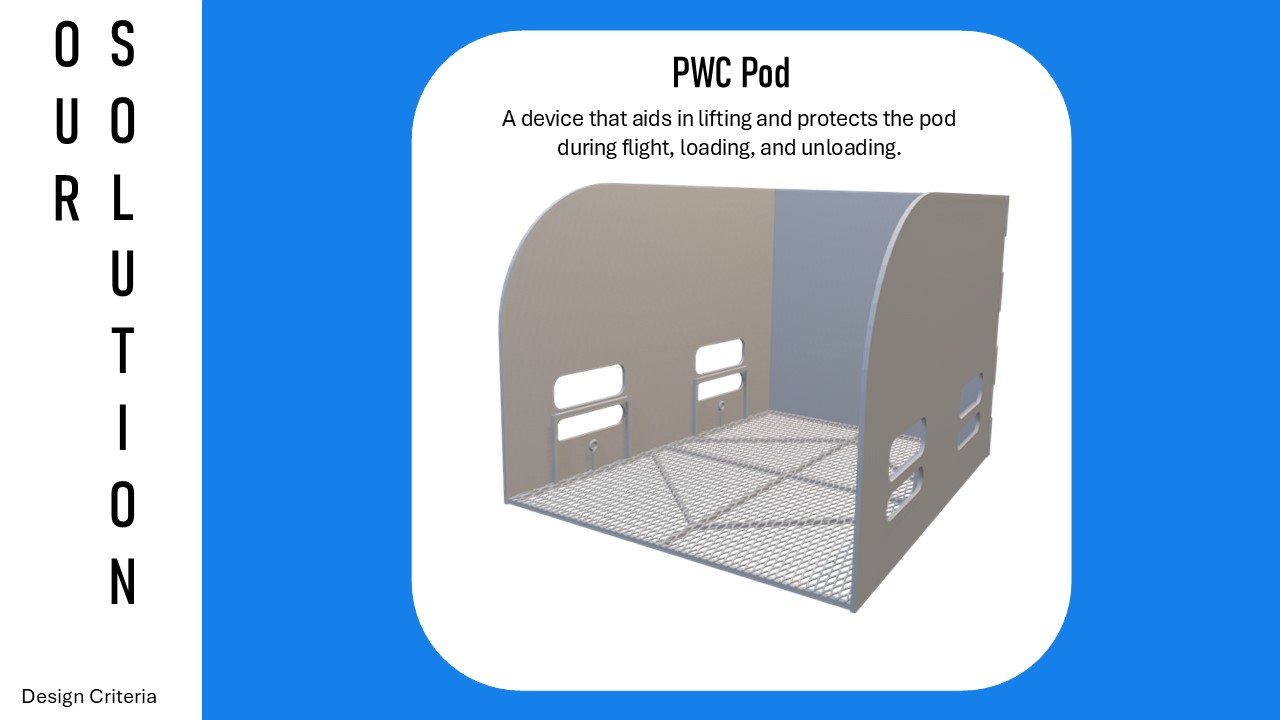 OUR
SOLUTION
PWC Pod
A device that aids in lifting and protects the pod
during flight, loading, and unloading.
Design Criteria